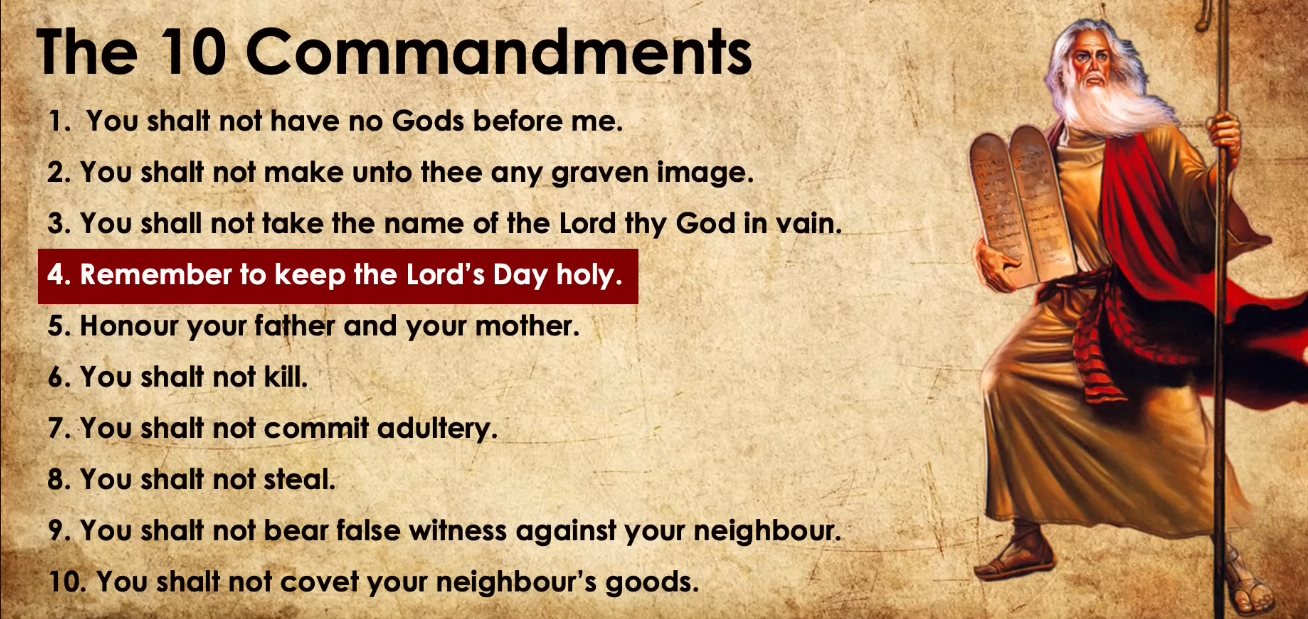 The 10 Commandments
1. You shalt not have no Gods before me.
2. You shalt not make unto thee any graven image.
3. You shall not take the name of the Lord thy God in vain.
4. Remember to keep the Lord’s Day holy.
5. Honour your father and your mother.
6. You shalt not kill.
7. You shalt not commit adultery.
8. You shalt not steal.
9. You shalt not bear false witness against your neighbour.
10. You shalt not covet your neighbour’s goods.